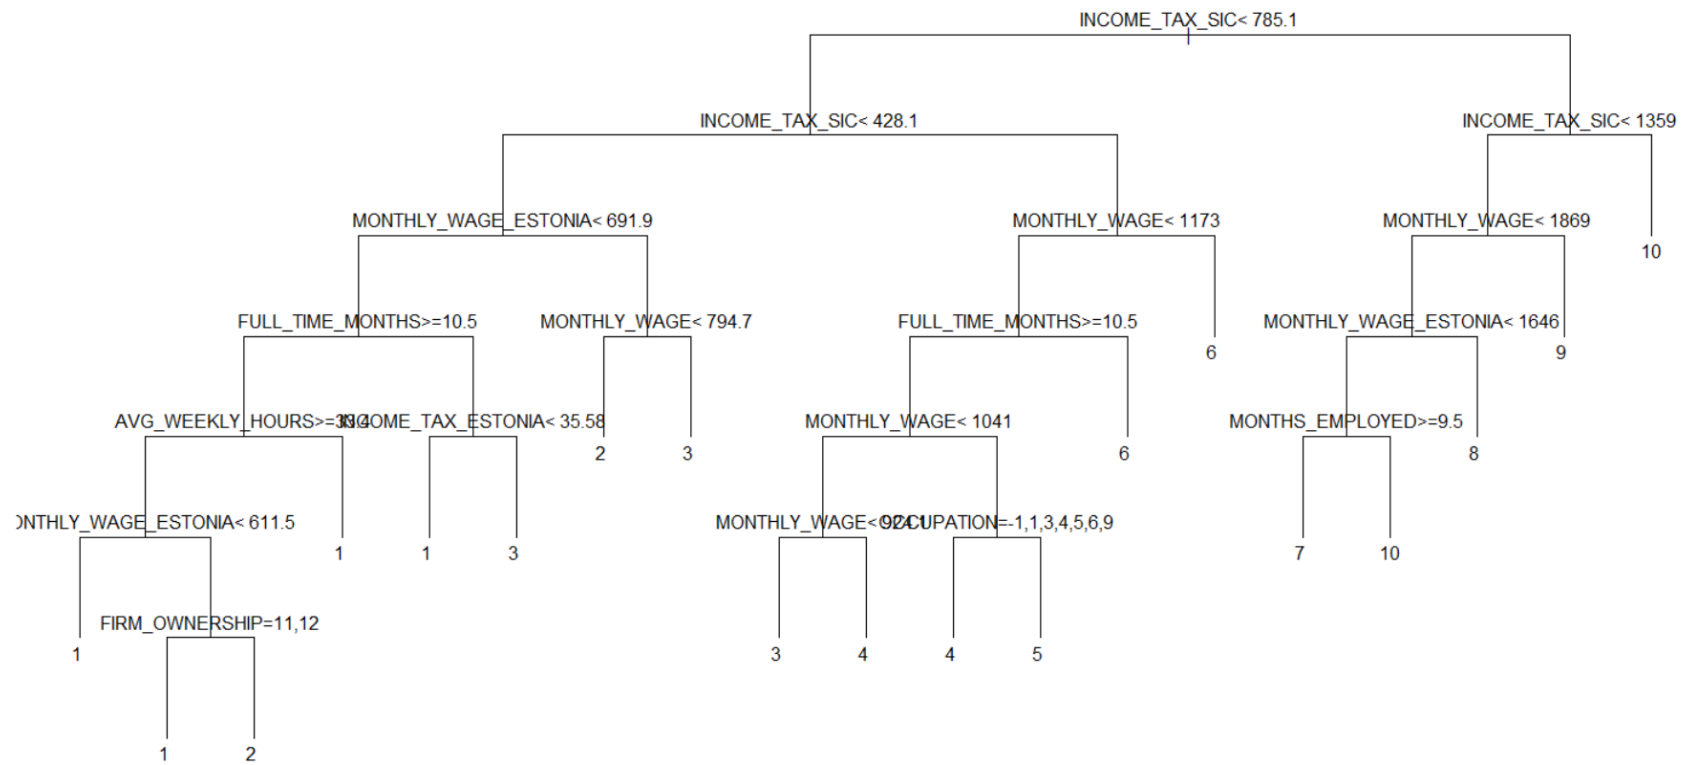 INCOME_TAX_SIC< 785.1
INCOME_TAX_SIC< 428.1
INCOME_TAX_SIC< 1359
MONTHLY_WAGE_ESTONIA< 691.9
MONTHLY_WAGE< 1173
MONTHLY_WAGE< 1869
10
FULL_TIME_MONTHS>=10.5
MONTHLY_WAGE< 794.7
FULL_TIME_MONTHS>=10.5
MONTHLY_WAGE_ESTONIA< 1646
6
9
AVG_WEEKLY_HOURS>=
INCOME_TAX_ESTONIA< 35.58
MONTHLY_WAGE< 1041
MONTHS_EMPLOYED>=9.5
2
3
6
8
ONTHLY_WAGE_ESTONIA< 611.5
MONTHLY_WAGE<
OCCUPATION=-1,1,3,4,5,6,9
1
1
3
7
10
FIRM_OWNERSHIP=11,12
1
3
4
4
5
1
2